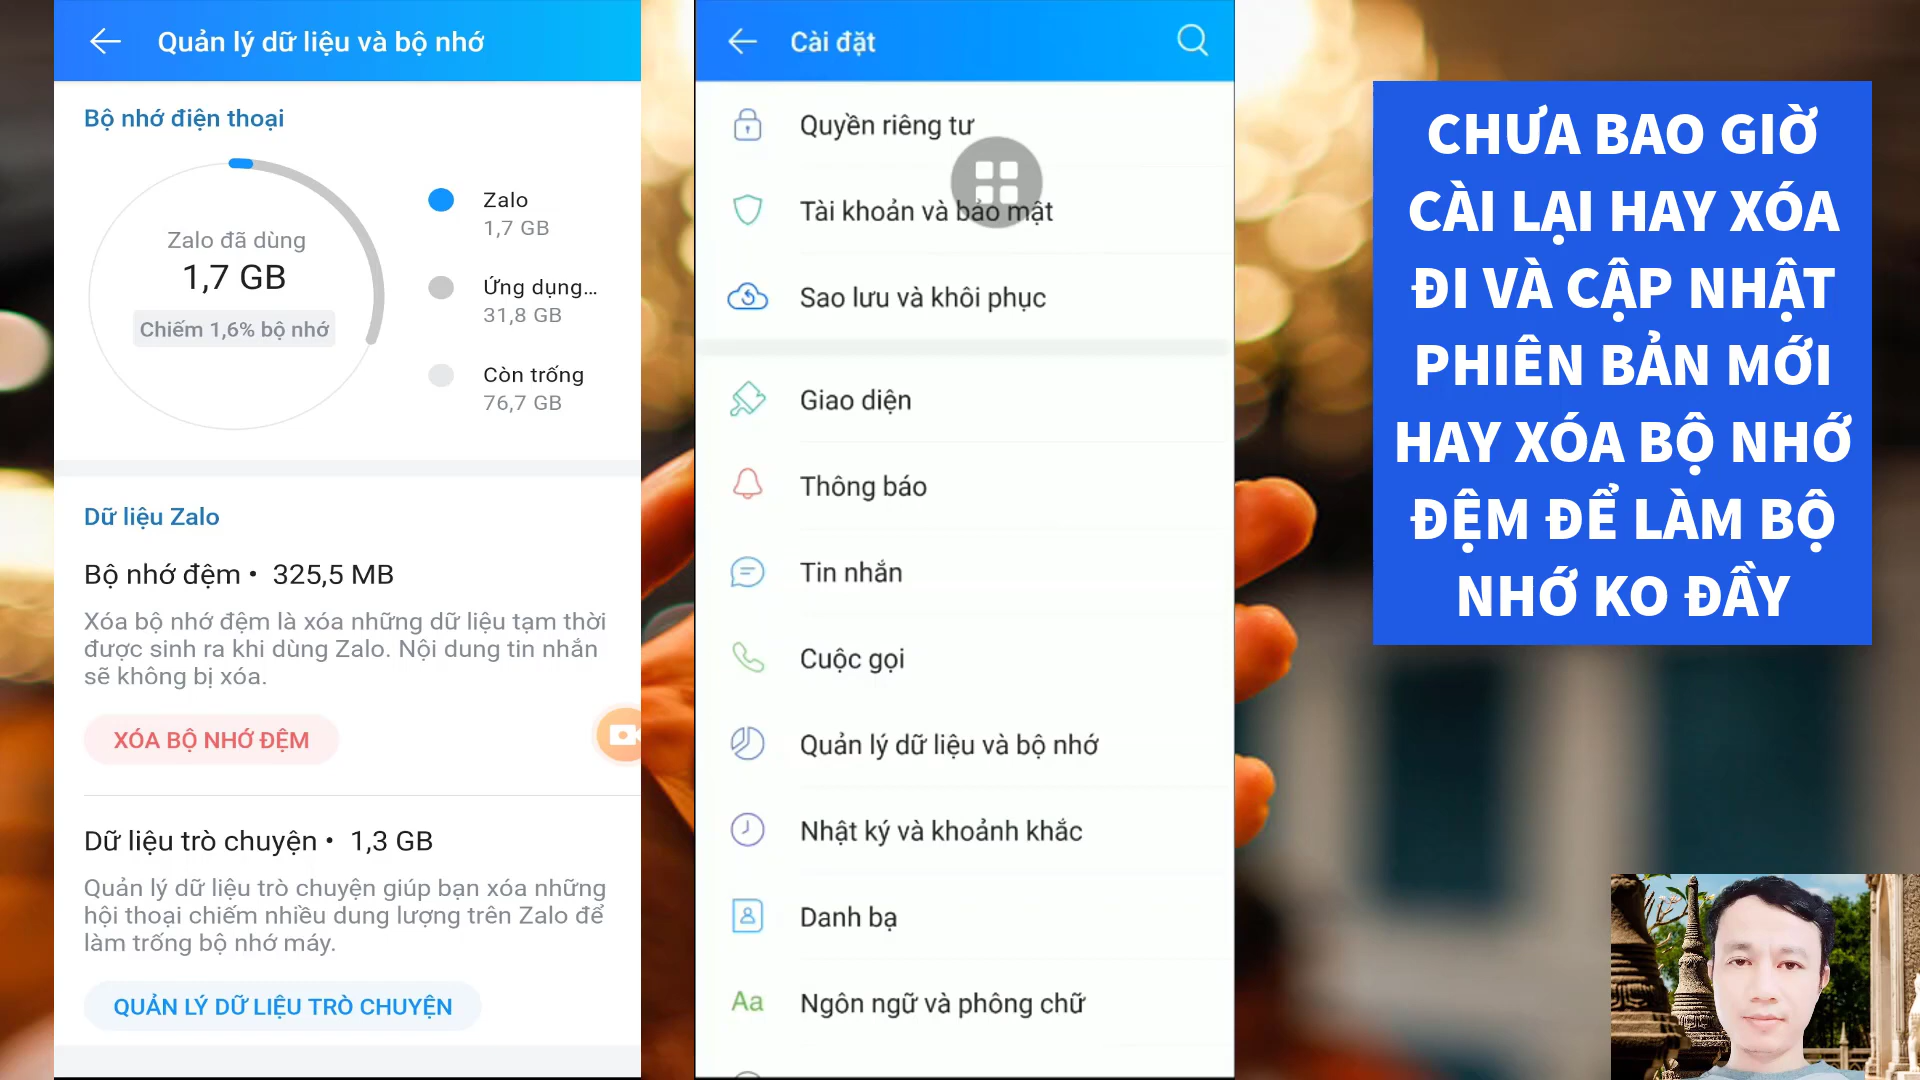 Quản lý dữ liệu và bộ nhớ
Bộ nhớ điện thoại
Zalo đã dùng
1,7 GB
Chiếm 1,6% bộ nhớ
Zalo
1,7 GB
Ứng dụng...
31,8 GB
Còn trống
76,7 GB
Dữ liệu Zalo
Bộ nhớ đệm • 325,5 MB
Xóa bộ nhớ đệm là xóa những dữ liệu tạm thời
được sinh ra khi dùng Zalo. Nội dung tin nhắn
sẽ không bị xóa.
XÓA BỘ NHỚ ĐỆM
Dữ liệu trò chuyện • 1,3 GB
Quản lý dữ liệu trò chuyện giúp bạn xóa những
hội thoại chiếm nhiều dung lượng trên Zalo để
làm trống bộ nhớ máy.
QUẢN LÝ DỮ LIỆU TRÒ CHUYỆN
Cài đặt
Quyền riêng tư
Tài khoản và bảo mật
Sao lưu và khôi phục
Giao diện
Thông báo
Tin nhắn
Cuộc gọi
Quản lý dữ liệu và bộ nhớ
Nhật ký và khoảnh khắc
Danh bạ
Aa Ngôn ngữ và phông chữ
CHƯA BAO GIỜ
CÀI LẠI HAY XÓA
ĐI VÀ CẬP NHẬT
PHIÊN BẢN MỚI
HAY XÓA BỘ NHỚ
ĐỆM ĐỂ LÀM BỘ
NHỚ KO ĐẦY